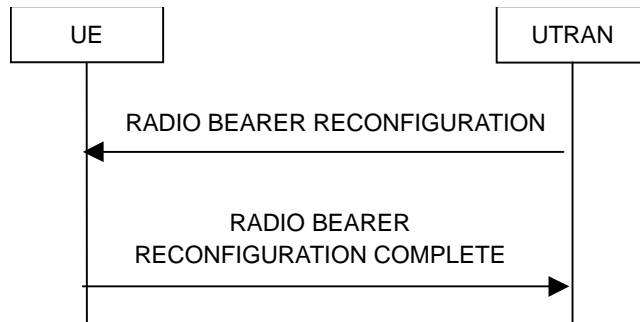 UE
UTRAN
RADIO BEARER RECONFIGURATION
RADIO BEARER
RECONFIGURATION COMPLETE